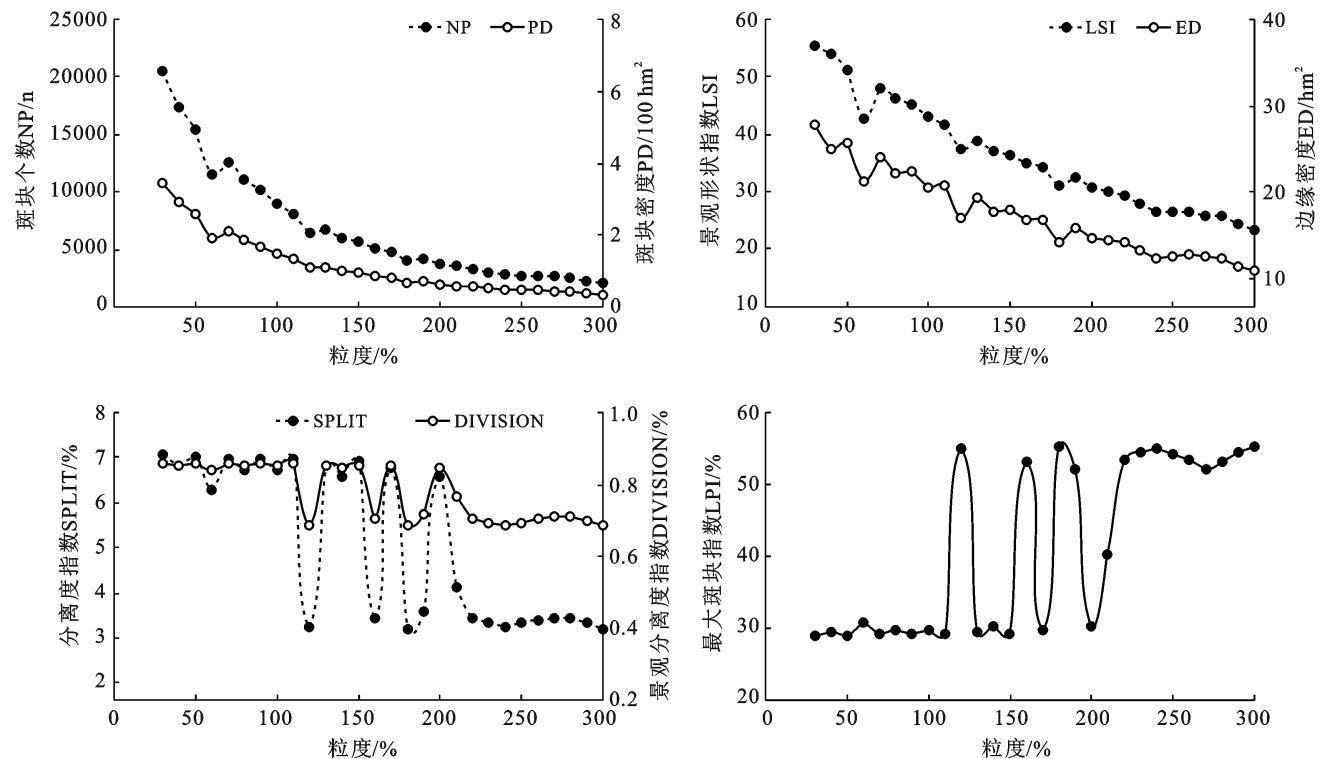 NP PD
25000
20000
15000
10000
5000
0
斑块个数NP/n
8
6
4
2
0
斑块密度PD/100 hm²
50 100 150 200 250 300
粒度/%
LSI ED
60
50
40
30
20
10
景观形状指数LSI
40
30
20
10
边缘密度ED/hm²
0 50 100 150 200 250 300
粒度/%
SPLIT DIVISION
8
7
6
5
4
3
2
分离度指数SPLIT/%
1.0
0.8
0.6
0.4
0.2
景观分离度指数DIVISION/%
0 50 100 150 200 250 300
粒度/%
60
50
40
30
20
最大斑块指数LPI/%
0 50 100 150 200 250 300
粒度/%